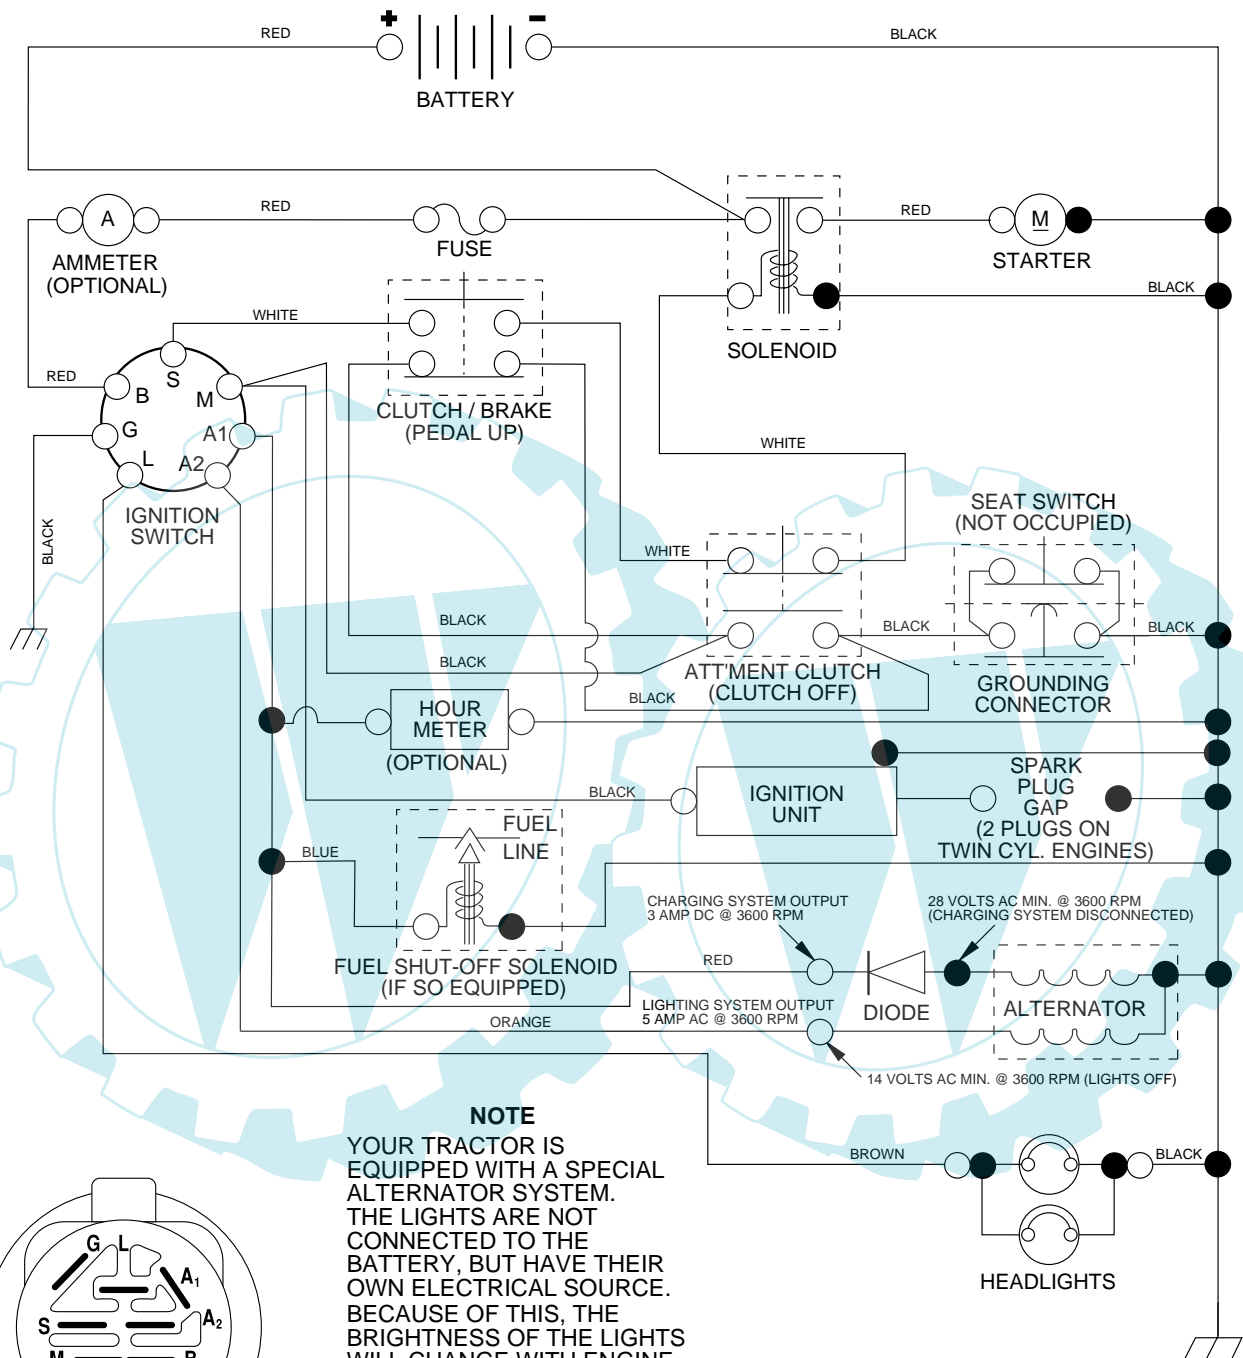 + -
RED
BLACK
BATTERY
RED
RED
A
FUSE
M
AMMETER
(OPTIONAL)
STARTER
WHITE
BLACK
SOLENOID
RED
S
B
M
CLUTCH / BRAKE
(PEDAL UP)
G
A1
L
A2
WHITE
IGNITION
SWITCH
SEAT SWITCH
(NOT OCCUPIED)
BLACK
WHITE
BLACK
BLACK
BLACK
BLACK
ATT'MENT CLUTCH
(CLUTCH OFF)
GROUNDING
CONNECTOR
BLACK
HOUR
METER
(OPTIONAL)
BLACK
IGNITION
UNIT
SPARK
PLUG
GAP
(2 PLUGS ON
TWIN CYL. ENGINES)
FUEL
LINE
BLUE
CHARGING SYSTEM OUTPUT
3 AMP DC @ 3600 RPM
28 VOLTS AC MIN. @ 3600 RPM
(CHARGING SYSTEM DISCONNECTED)
FUEL SHUT-OFF SOLENOID
(IF SO EQUIPPED)
RED
DIODE
ALTERNATOR
LIGHTING SYSTEM OUTPUT
5 AMP AC @ 3600 RPM
ORANGE
14 VOLTS AC MIN. @ 3600 RPM (LIGHTS OFF)
NOTE
YOUR TRACTOR IS
EQUIPPED WITH A SPECIAL
ALTERNATOR SYSTEM.
THE LIGHTS ARE NOT
CONNECTED TO THE
BATTERY, BUT HAVE THEIR
OWN ELECTRICAL SOURCE.
BECAUSE OF THIS, THE
BRIGHTNESS OF THE LIGHTS
WILL CHANGE WITH ENGINE
BROWN
BLACK
HEADLIGHTS
G L
A1
A2
S
M
B